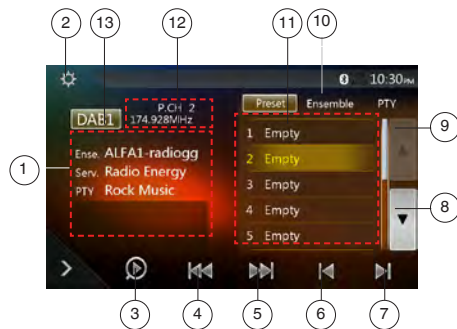 13
12
11
10
2
10:30PM
P.CH 2
174.928MHz
DAB1
Preset Ensemble PTY
9
1 Empty
2 Empty
3 Empty
4 Empty
5 Empty
1
Ense. ALFA1-radiogg
Serv. Radio Energy
PTY Rock Music
8
3
4
5
6
7